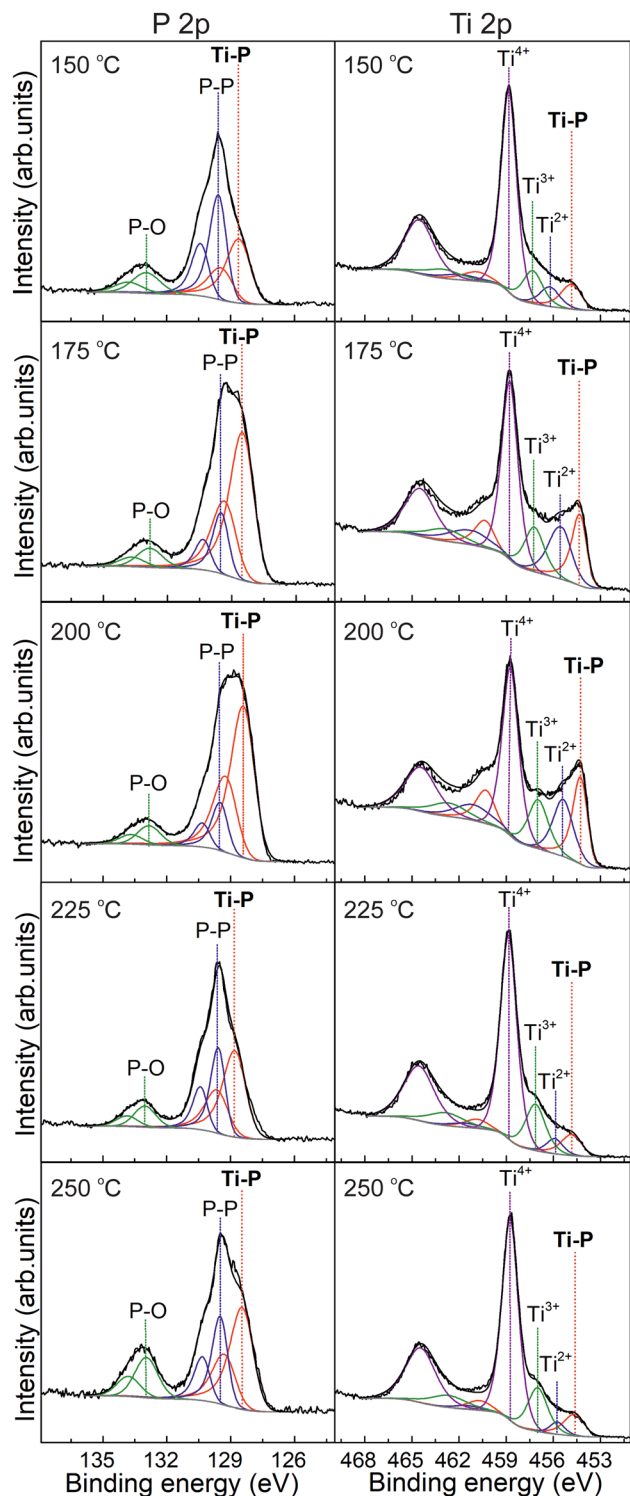 P 2p
Ti 2p
Intensity (arb.units)
150 °C
P-O
P-P
Ti-P
150 °C
Ti4+
Ti3+
Ti2+
Ti-P
Intensity (arb.units)
175 °C
P-O
P-P
Ti-P
175 °C
Ti4+
Ti3+
Ti2+
Ti-P
Intensity (arb.units)
200 °C
P-O
P-P
Ti-P
200 °C
Ti4+
Ti3+
Ti2+
Ti-P
Intensity (arb.units)
225 °C
P-O
P-P
Ti-P
225 °C
Ti4+
Ti3+
Ti2+
Ti-P
Intensity (arb.units)
250 °C
P-O
P-P
Ti-P
250 °C
Ti4+
Ti3+
Ti2+
Ti-P
135 132 129 126
468 465 462 459 456 453
Binding energy (eV)
Binding energy (eV)